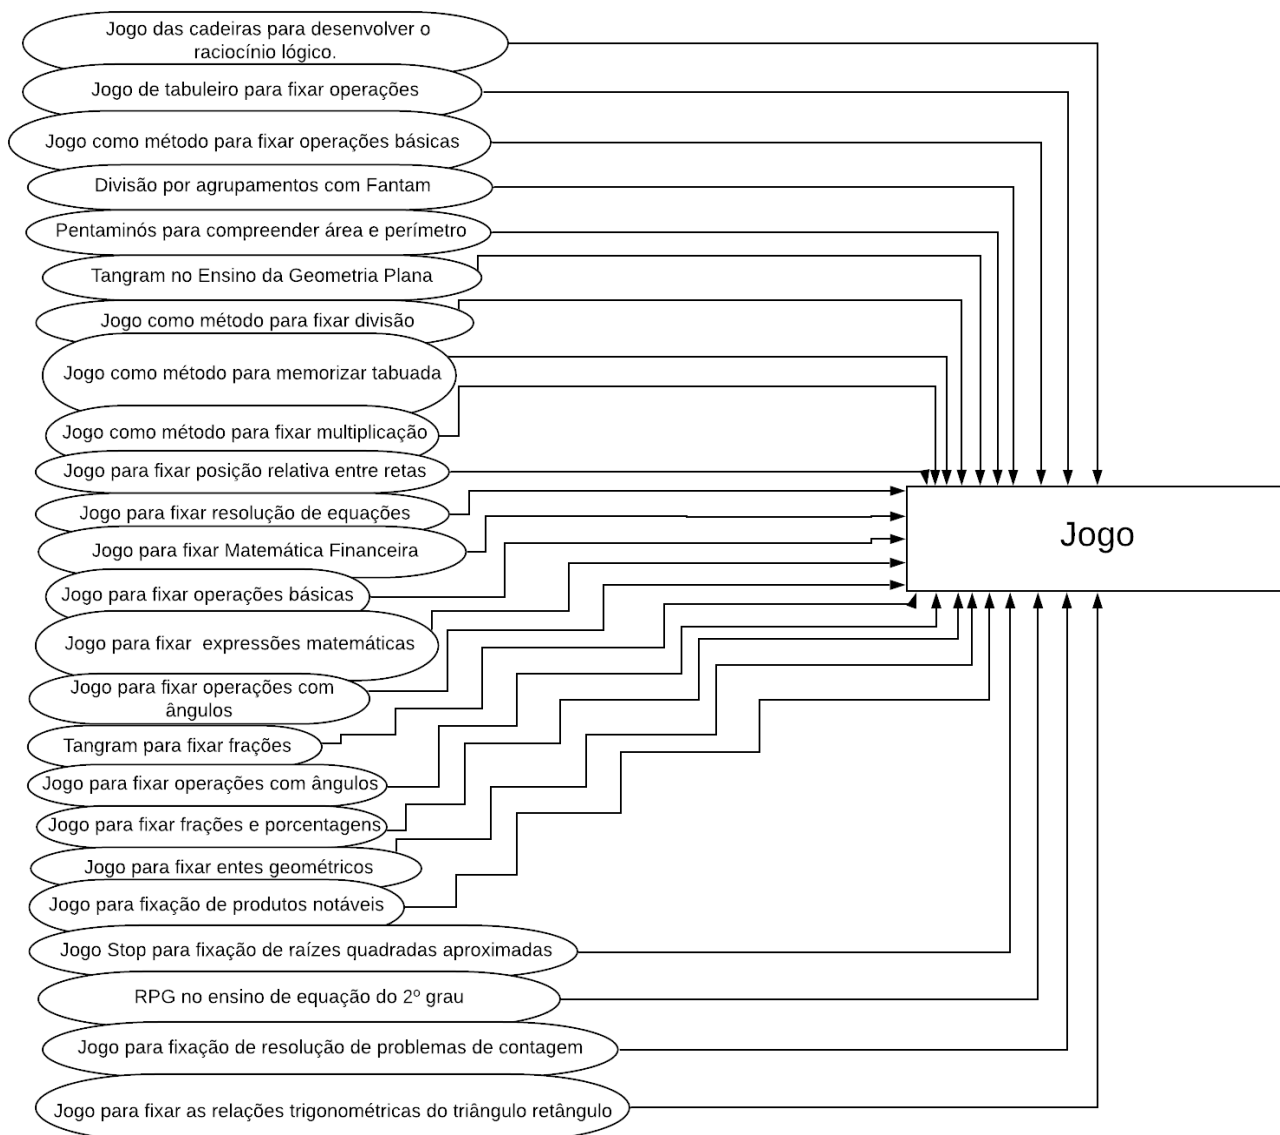 Jogo das cadeiras para desenvolver o
raciocínio lógico.
Jogo de tabuleiro para fixar operações
Jogo como método para fixar operações básicas
Divisão por agrupamentos com Fantam
Pentaminós para compreender área e perímetro
Tangram no Ensino da Geometria Plana
Jogo como método para fixar divisão
Jogo como método para memorizar tabuada
Jogo como método para fixar multiplicação
Jogo para fixar posição relativa entre retas
Jogo para fixar resolução de equações
Jogo para fixar Matemática Financeira
Jogo para fixar operações básicas
Jogo para fixar  expressões matemáticas
Jogo para fixar operações com
ângulos
Tangram para fixar frações
Jogo para fixar operações com ângulos
Jogo para fixar frações e porcentagens
Jogo para fixar entes geométricos
Jogo para fixação de produtos notáveis
Jogo Stop para fixação de raízes quadradas aproximadas
RPG no ensino de equação do 2º grau
Jogo para fixação de resolução de problemas de contagem
Jogo para fixar as relações trigonométricas do triângulo retângulo
Jogo